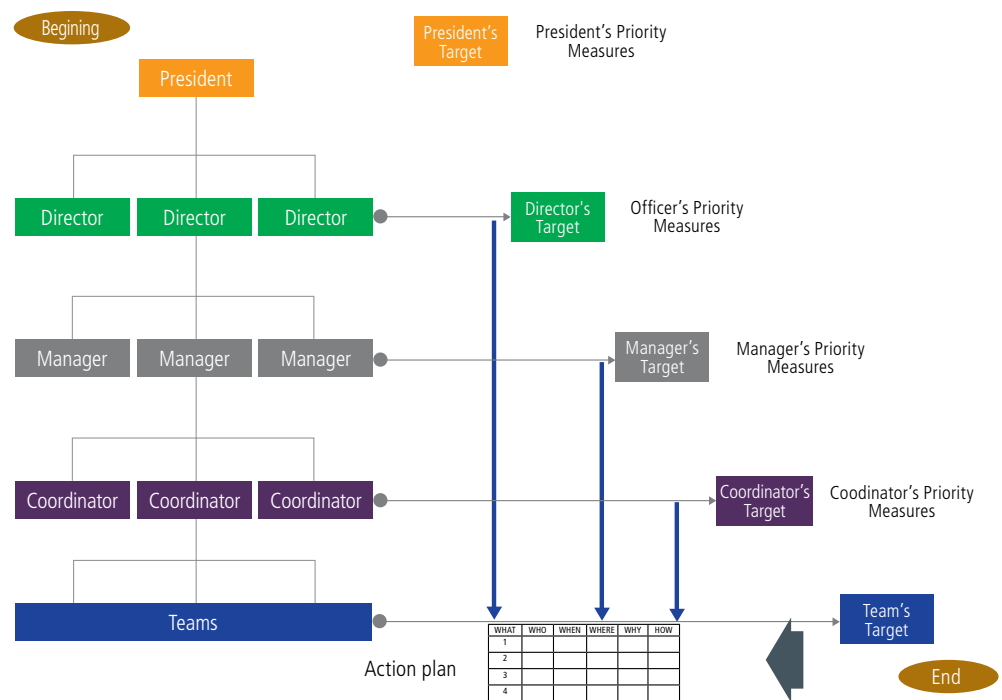 Begining
President's
Target
President's Priority
Measures
President
Director
Director
Director
Director's
Target
Officer's Priority
Measures
Manager
Manager
Manager
Manager's
Target
Manager's Priority
Measures
Coordinator
Coordinator
Coordinator
Coordinator's
Target
Coodinator's Priority
Measures
Teams
Team's
Target
WHAT WHO WHEN WHERE WHY HOW
1
2
3
4
Action plan
End